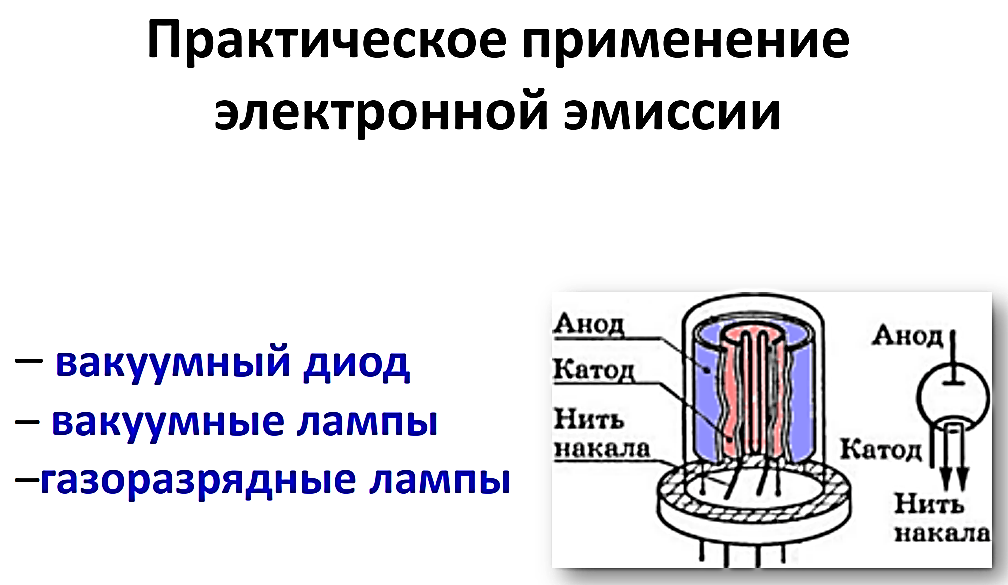 Практическое применение
электронной эмиссии
– вакуумный диод
– вакуумные лампы
–газоразрядные лампы
Анод
Катод
Нить
накала
Анод
Катод
Нить
накала